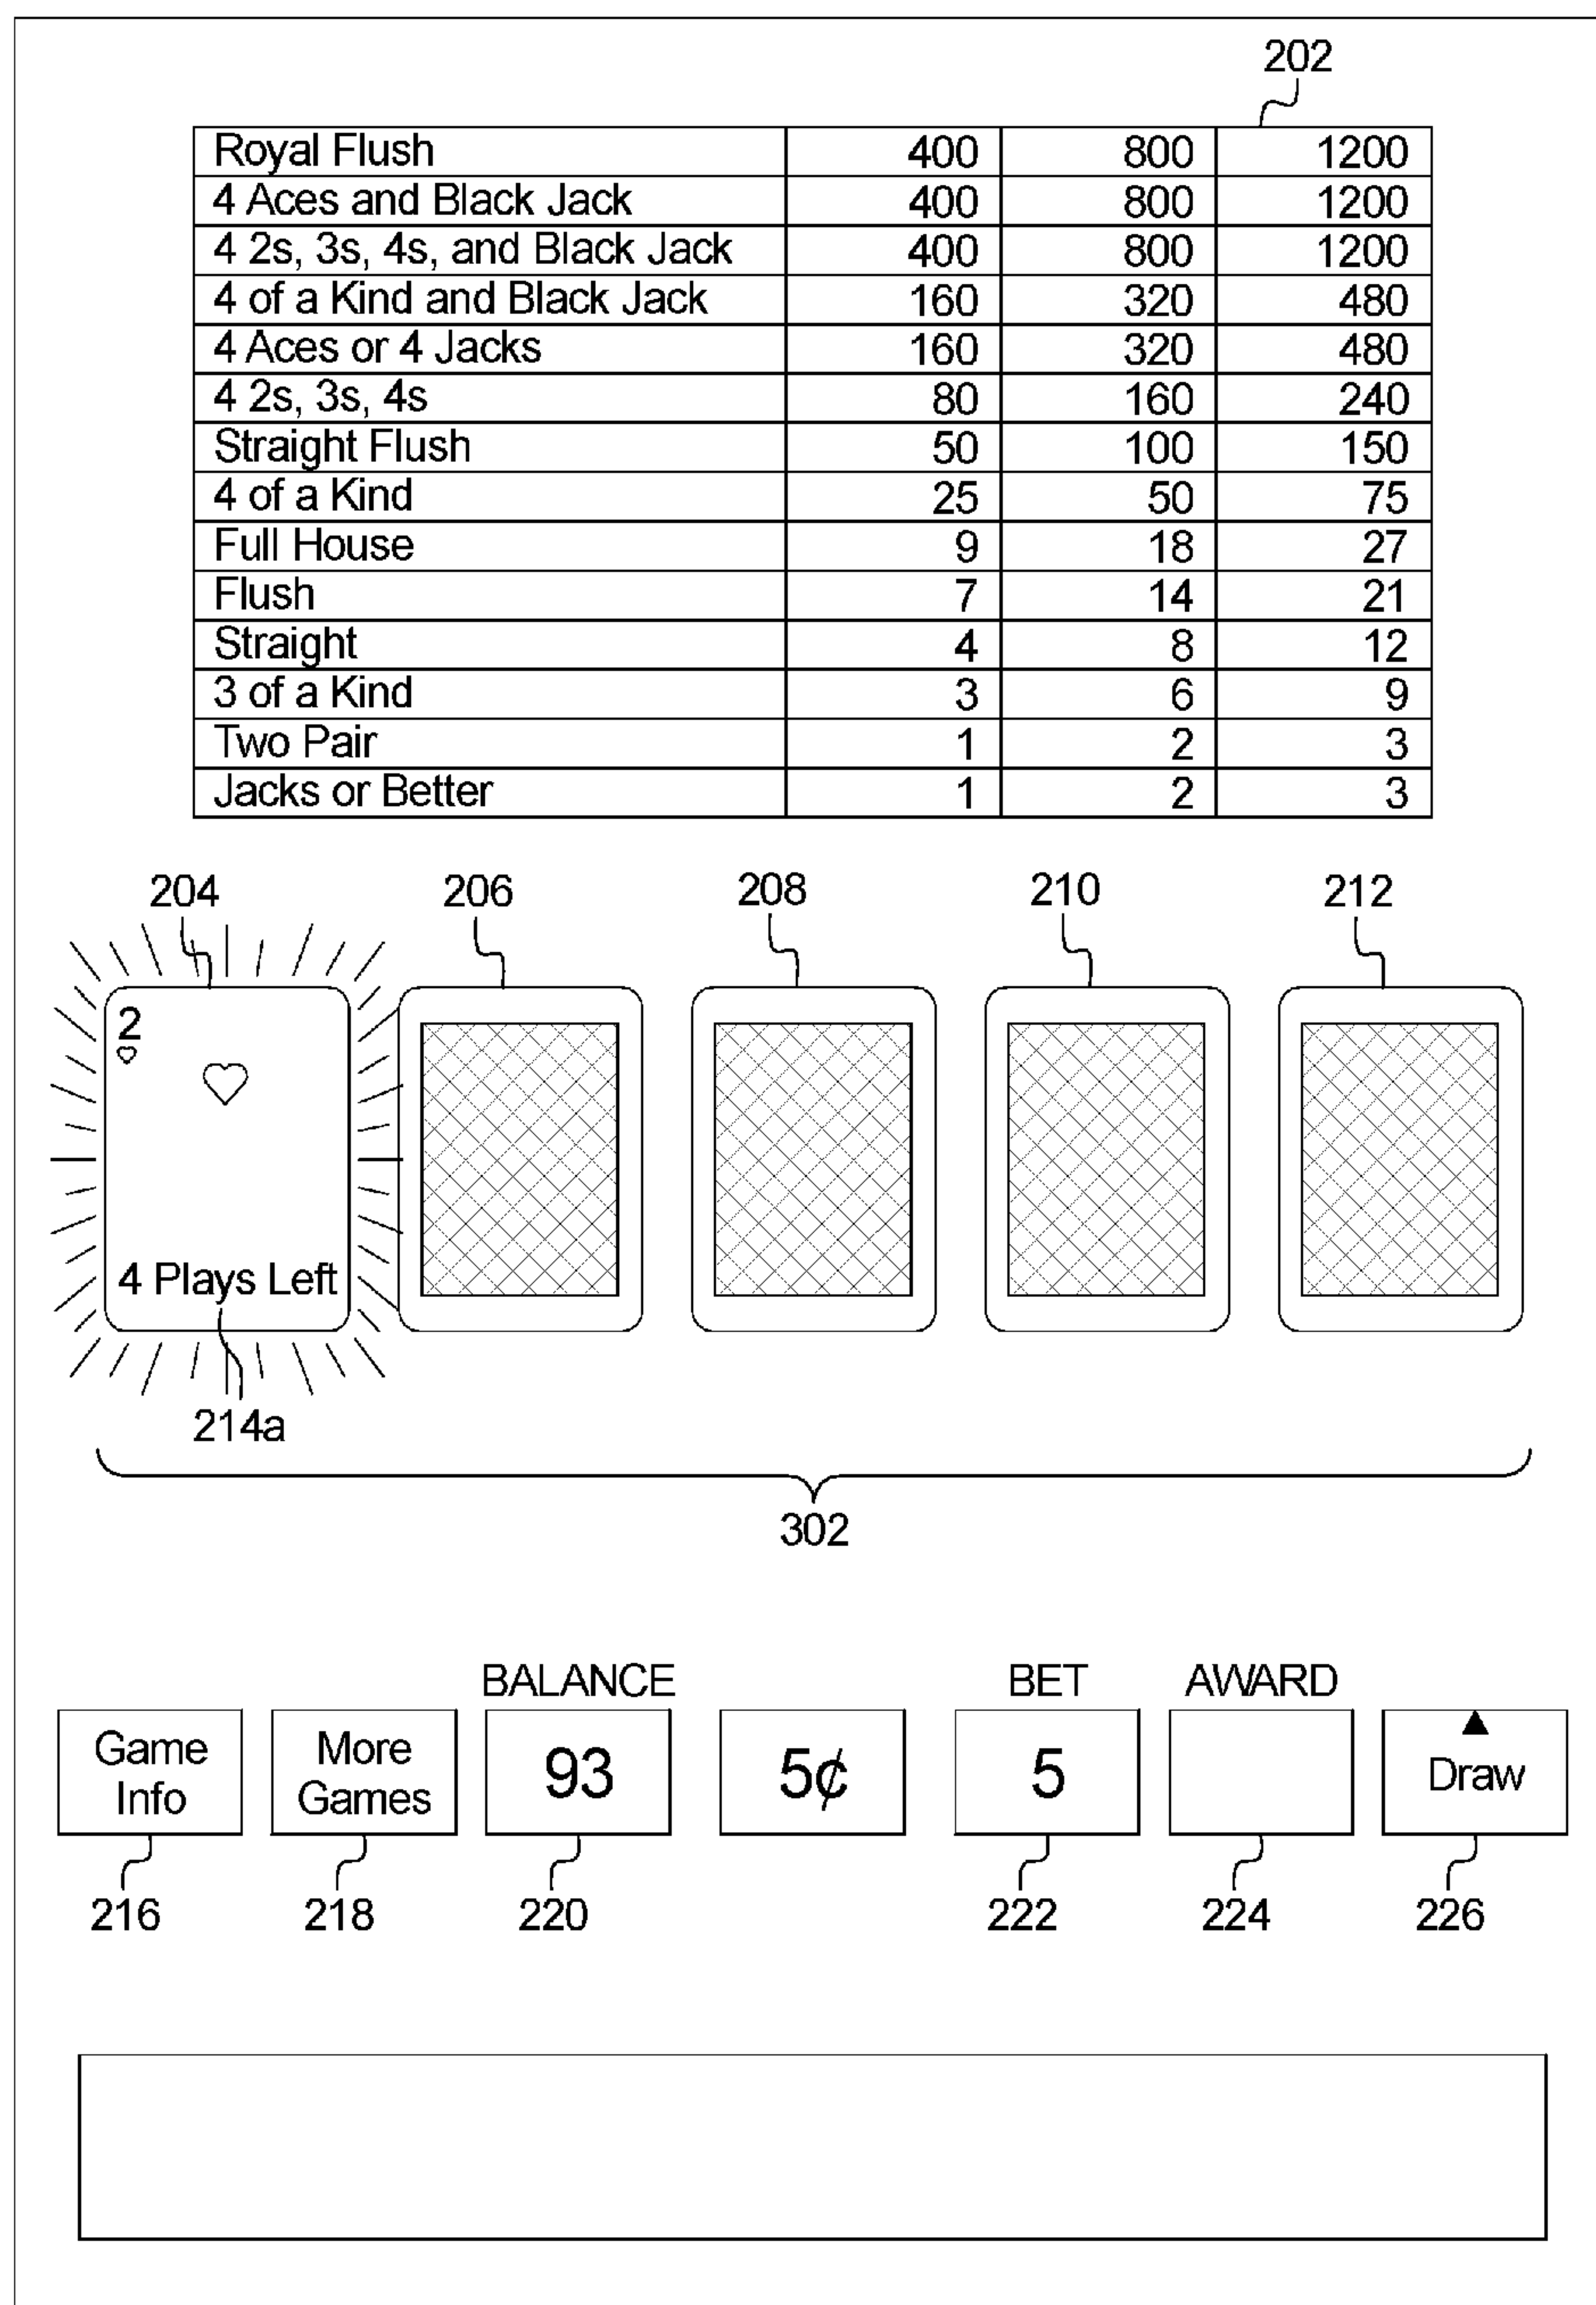 202
Royal Flush 400 800 1200
4 Aces and Black Jack 400 800 1200
4 2s, 3s, 4s, and Black Jack 400 800 1200
4 of a Kind and Black Jack 160 320 480
4 Aces or 4 Jacks 160 320 480
4 2s, 3s, 4s 80 160 240
Straight Flush 50 100 150
4 of a Kind 25 50 75
Full House 9 18 27
Flush 7 14 21
Straight 4 8 12
3 of a Kind 3 6 9
Two Pair 1 2 3
Jacks or Better 1 2 3
204 206 208 210 212
2
4 Plays Left
214a
302
BALANCE BET AWARD
Game Info
More Games
93
5¢
5
Draw
216 218 220 222 224 226